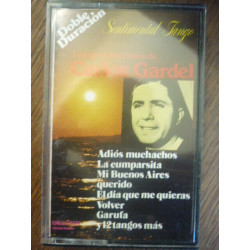 Doble
Duración
Sentimental Tango
Gardel
Adiós muchachos
La cumparsita
Mi Buenos Aires
querido
El día que me quieras
Volver
Garufa
y 12 tangos más